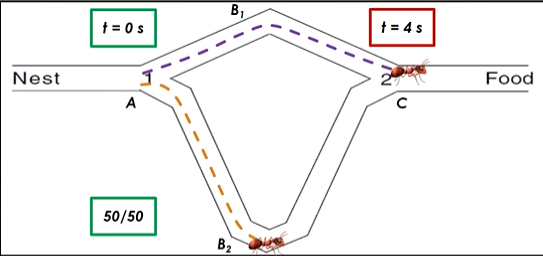 B1
t = 0 s
t = 4 s
Nest
1
2
Food
A
C
50/50
B2